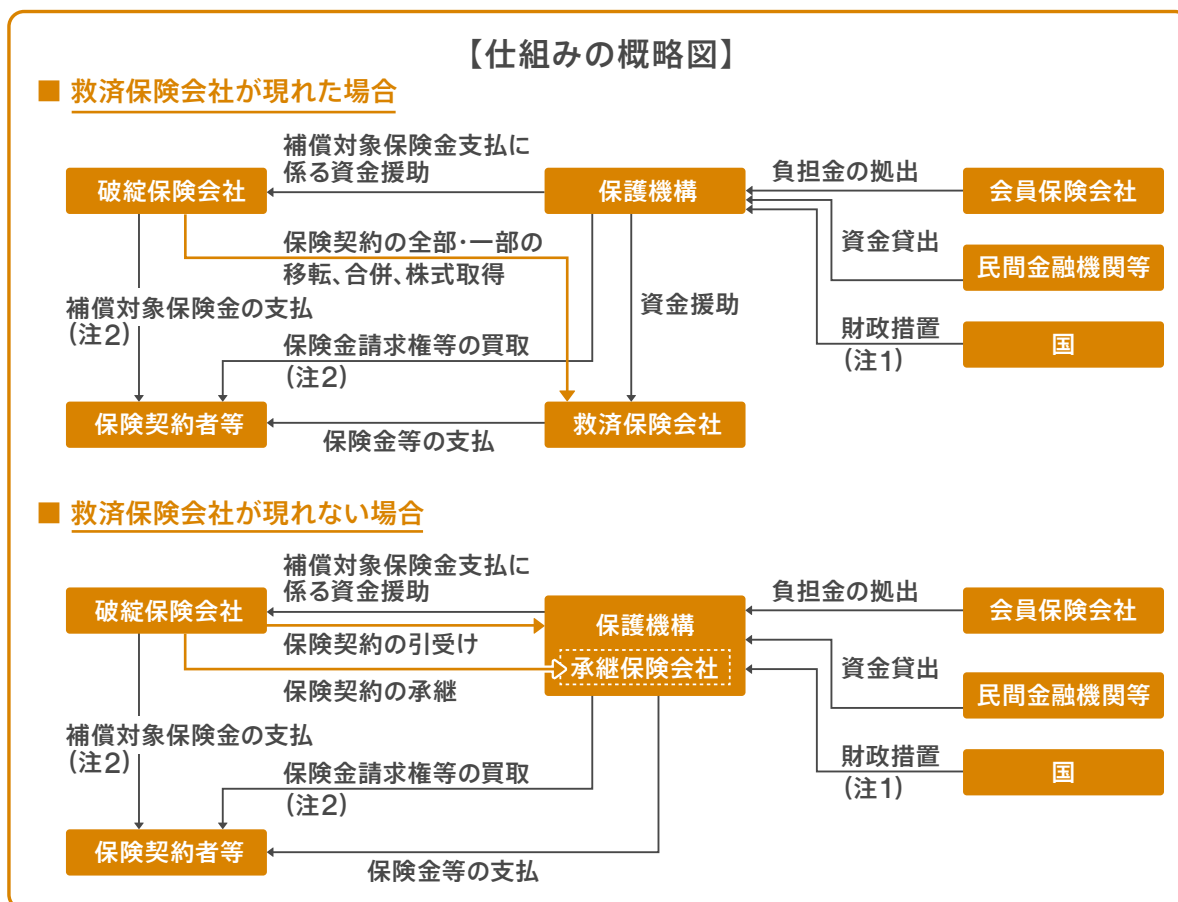 【仕組みの概略図】
■ 救済保険会社が現れた場合
補償対象保険金支払に
係る資金援助
破綻保険会社
保護機構
負担金の拠出
会員保険会社
保険契約の全部・一部の
移転、合併、株式取得
資金貸出
民間金融機関等
補償対象保険金の支払
(注2)
資金援助
保険金請求権等の買取
(注2)
財政措置
(注1)
国
保険契約者等
保険金等の支払
救済保険会社
■ 救済保険会社が現れない場合
補償対象保険金支払に
係る資金援助
破綻保険会社
保護機構
負担金の拠出
会員保険会社
保険契約の引受け
承継保険会社
資金貸出
保険契約の承継
民間金融機関等
補償対象保険金の支払
(注2)
保険金請求権等の買取
(注2)
財政措置
(注1)
国
保険契約者等
保険金等の支払